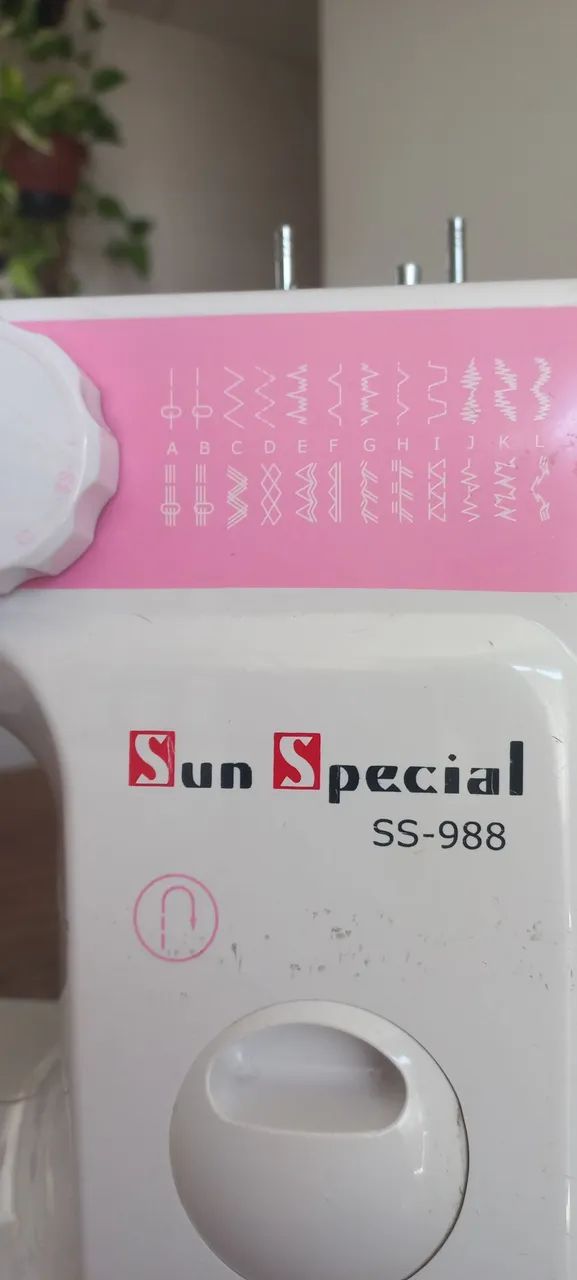 A B C D E F G H I J K L
Sun Special
SS-988